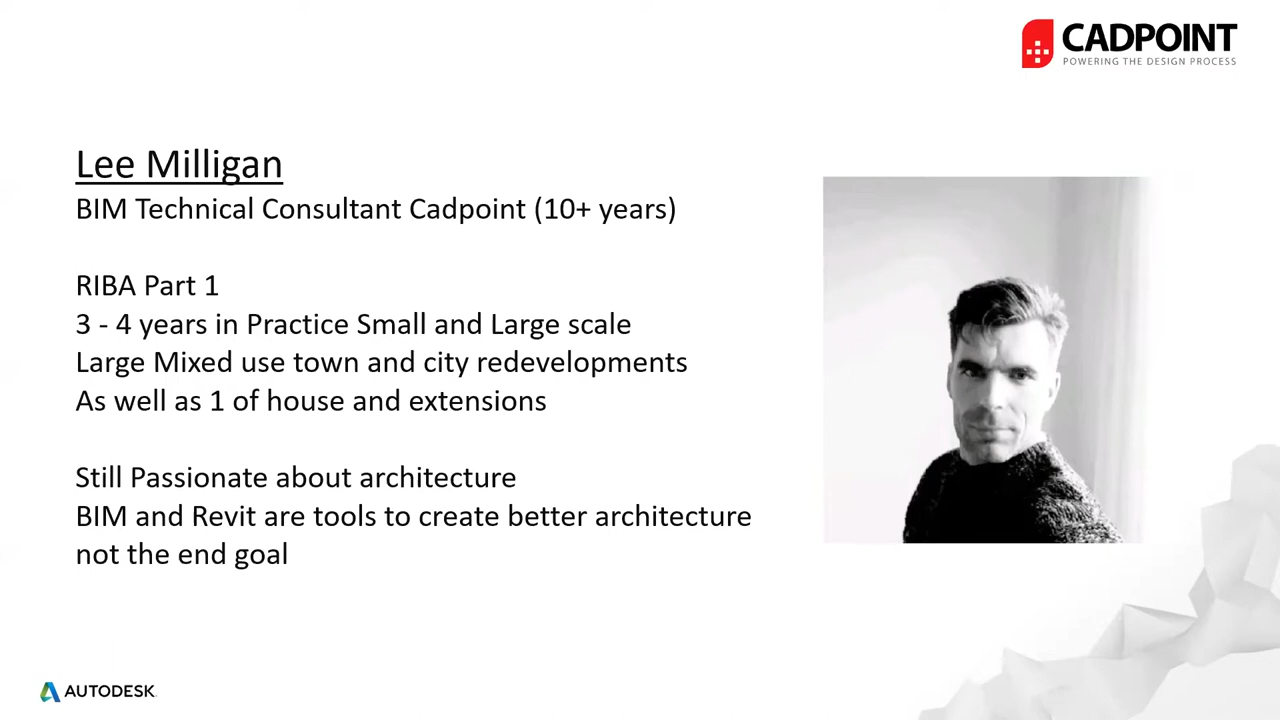 CADPOINT
POWERING THE DESIGN PROCESS
Lee Milligan
BIM Technical Consultant Cadpoint (10+ years)
RIBA Part 1
3 - 4 years in Practice Small and Large scale
Large Mixed use town and city redevelopments
As well as 1 of house and extensions
Still Passionate about architecture
BIM and Revit are tools to create better architecture
not the end goal
AUTODESK